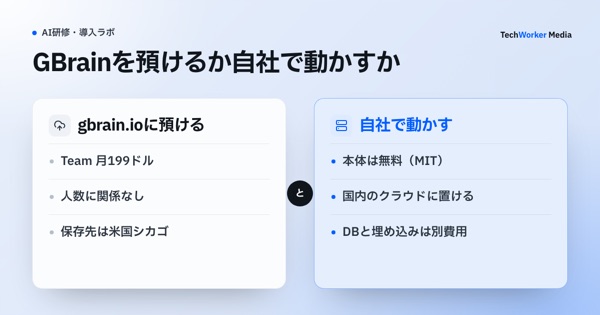 AI研修・導入ラボ
TechWorker Media
GBrainを預けるか自社で動かすか
gbrain.ioに預ける
Team 月199ドル
人数に関係なし
保存先は米国シカゴ
と
自社で動かす
本体は無料（MIT）
国内のクラウドに置ける
DBと埋め込みは別費用